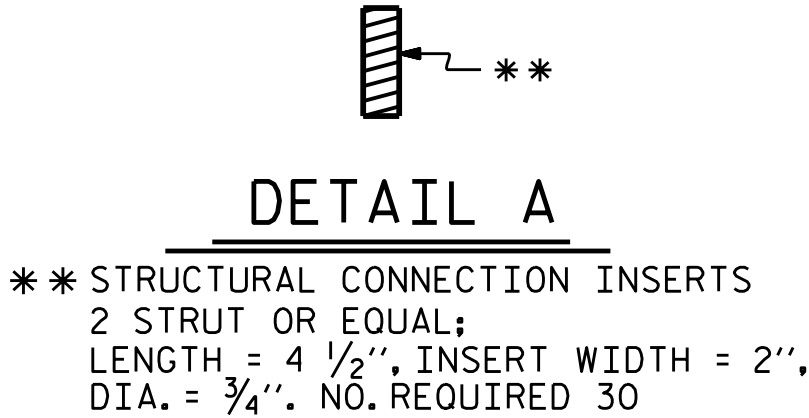 **
DETAIL A
** STRUCTURAL CONNECTION INSERTS
2 STRUT OR EQUAL;
LENGTH = 4 1/2", INSERT WIDTH = 2",
DIA. = 3/4". NO. REQUIRED 30